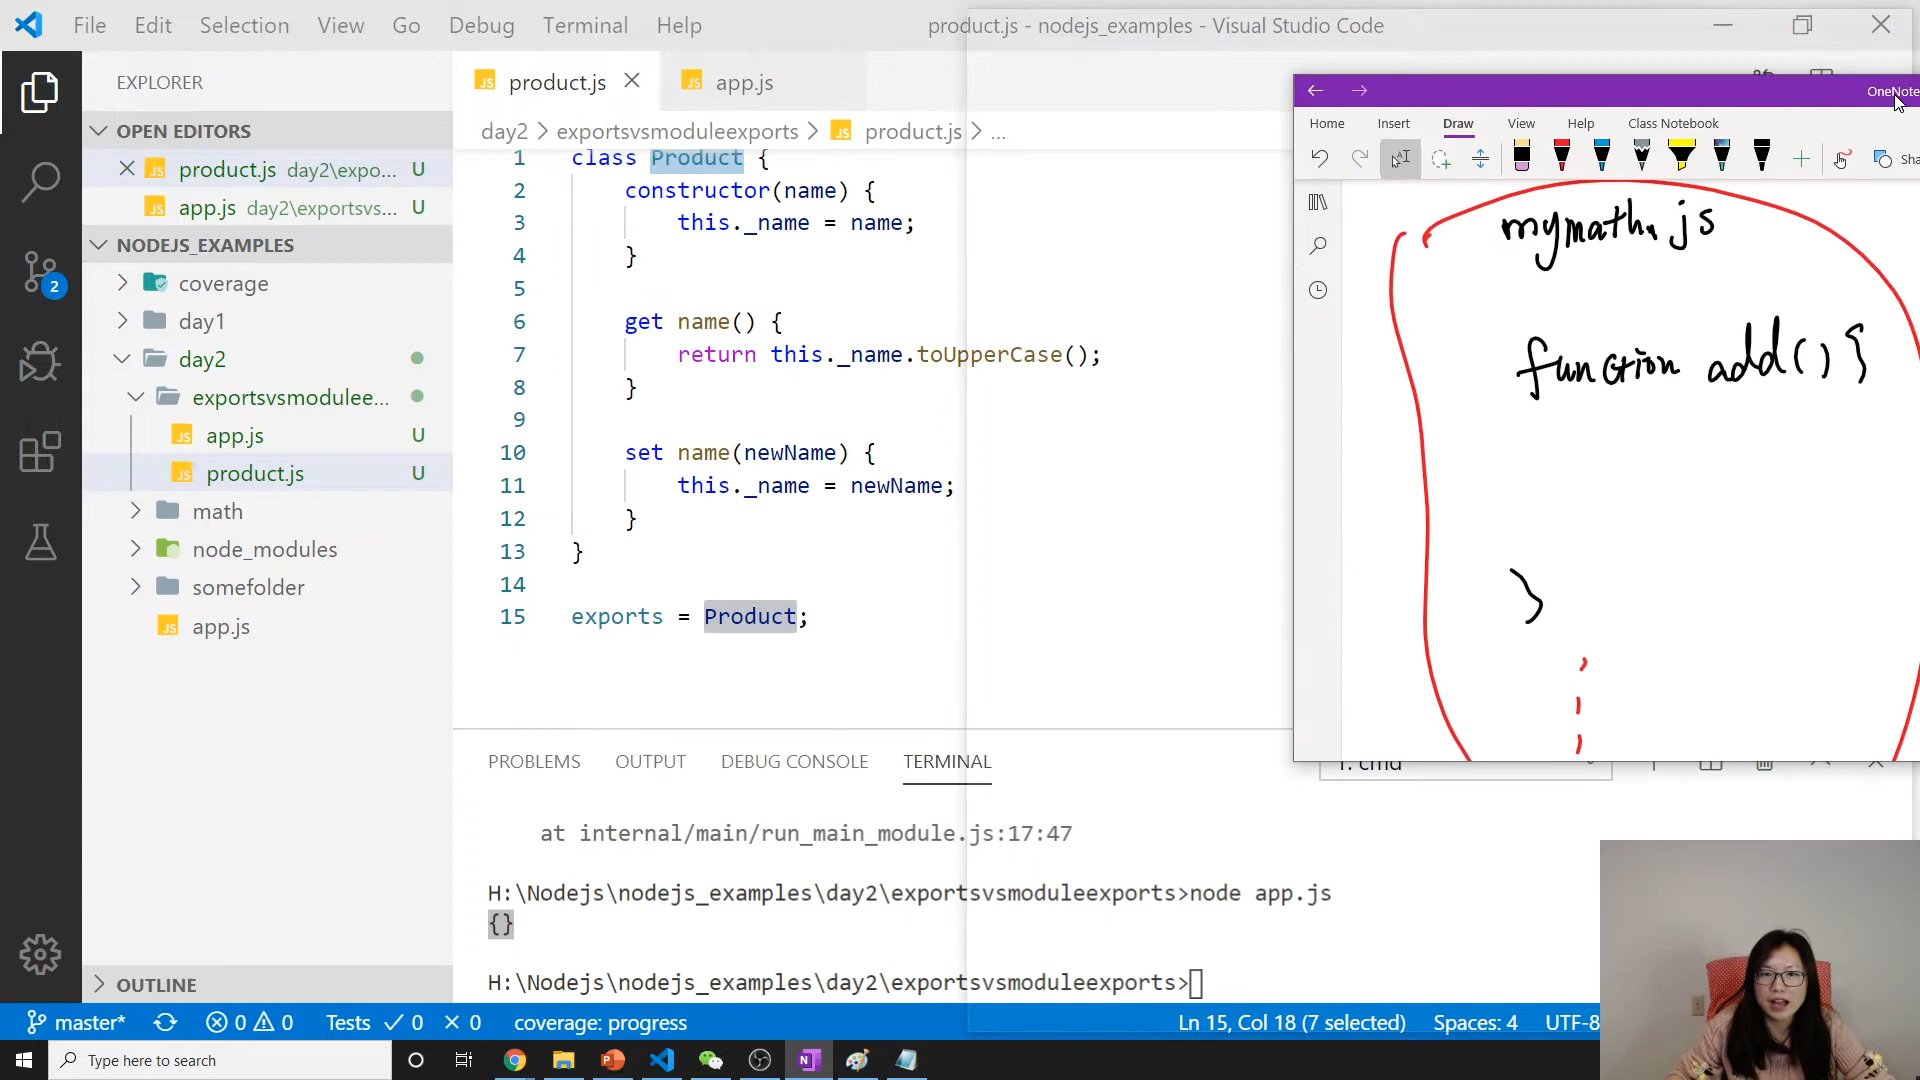 File Edit Selection View Go Debug Terminal Help product.js - nodejs_examples - Visual Studio Code
EXPLORER
OPEN EDITORS
product.js day2\expo... U
app.js day2\exportsvs... U
NODEJS_EXAMPLES
coverage
day1
day2
exportsvsmodulee...
app.js U
product.js U
math
node_modules
somefolder
app.js
OUTLINE
2
product.js app.js
day2 > exportsvsmoduleexports > product.js > ...
1 class Product {
2 constructor(name) {
3 this._name = name;
4 }
5
6 get name() {
7 return this._name.toUpperCase();
8 }
9
10 set name(newName) {
11 this._name = newName;
12 }
13 }
14
15 exports = Product;
PROBLEMS OUTPUT DEBUG CONSOLE TERMINAL
1: cmd
at internal/main/run_main_module.js:17:47
H:\Nodejs\nodejs_examples\day2\exportsvsmoduleexports>node app.js
{}
H:\Nodejs\nodejs_examples\day2\exportsvsmoduleexports>
OneNote
Home Insert Draw View Help Class Notebook
Sha
mymath.js
function add(){
}
master* 0 0 Tests 0 0 coverage: progress Ln 15, Col 18 (7 selected) Spaces: 4 UTF-8
Type here to search